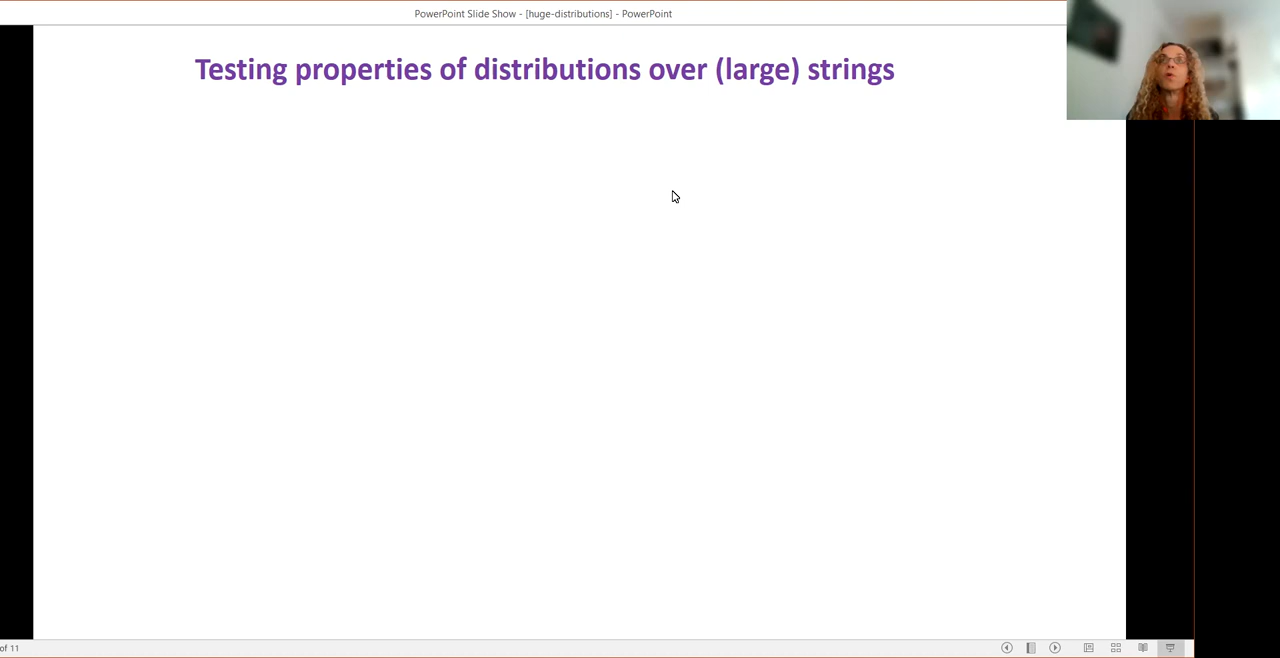 PowerPoint Slide Show - [huge-distributions] - PowerPoint
Testing properties of distributions over (large) strings
of 11